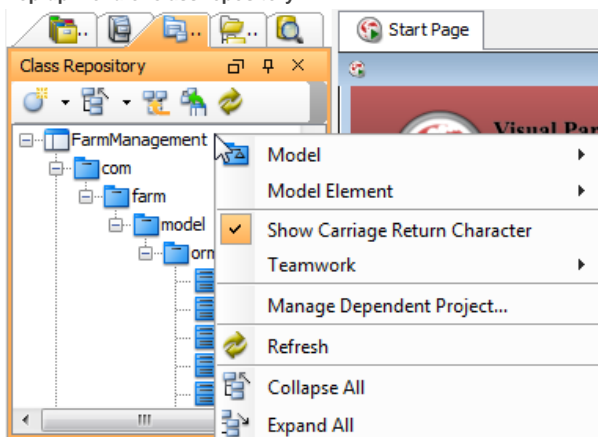 Start Page
Class Repository
Visual Par
FarmManagement
com
farm
model
orm
Model
Model Element
Show Carriage Return Character
Teamwork
Manage Dependent Project...
Refresh
Collapse All
Expand All